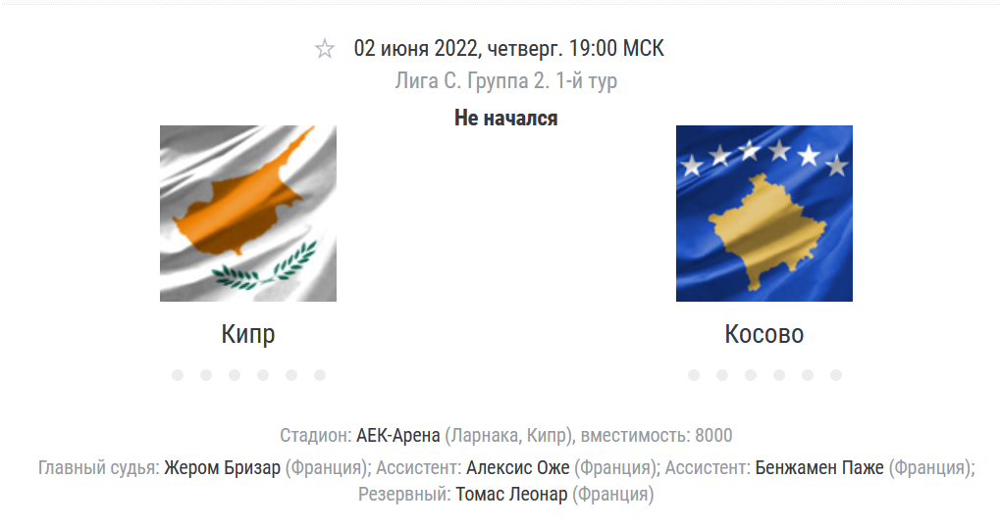 02 июня 2022, четверг. 19:00 МСК
Лига C. Группа 2. 1-й тур
Не начался
Кипр
Косово
Стадион: АЕК-Арена (Ларнака, Кипр), вместимость: 8000
Главный судья: Жером Бризар (Франция); Ассистент: Алексис Оже (Франция); Ассистент: Бенжамен Паже (Франция);
Резервный: Томас Леонар (Франция)